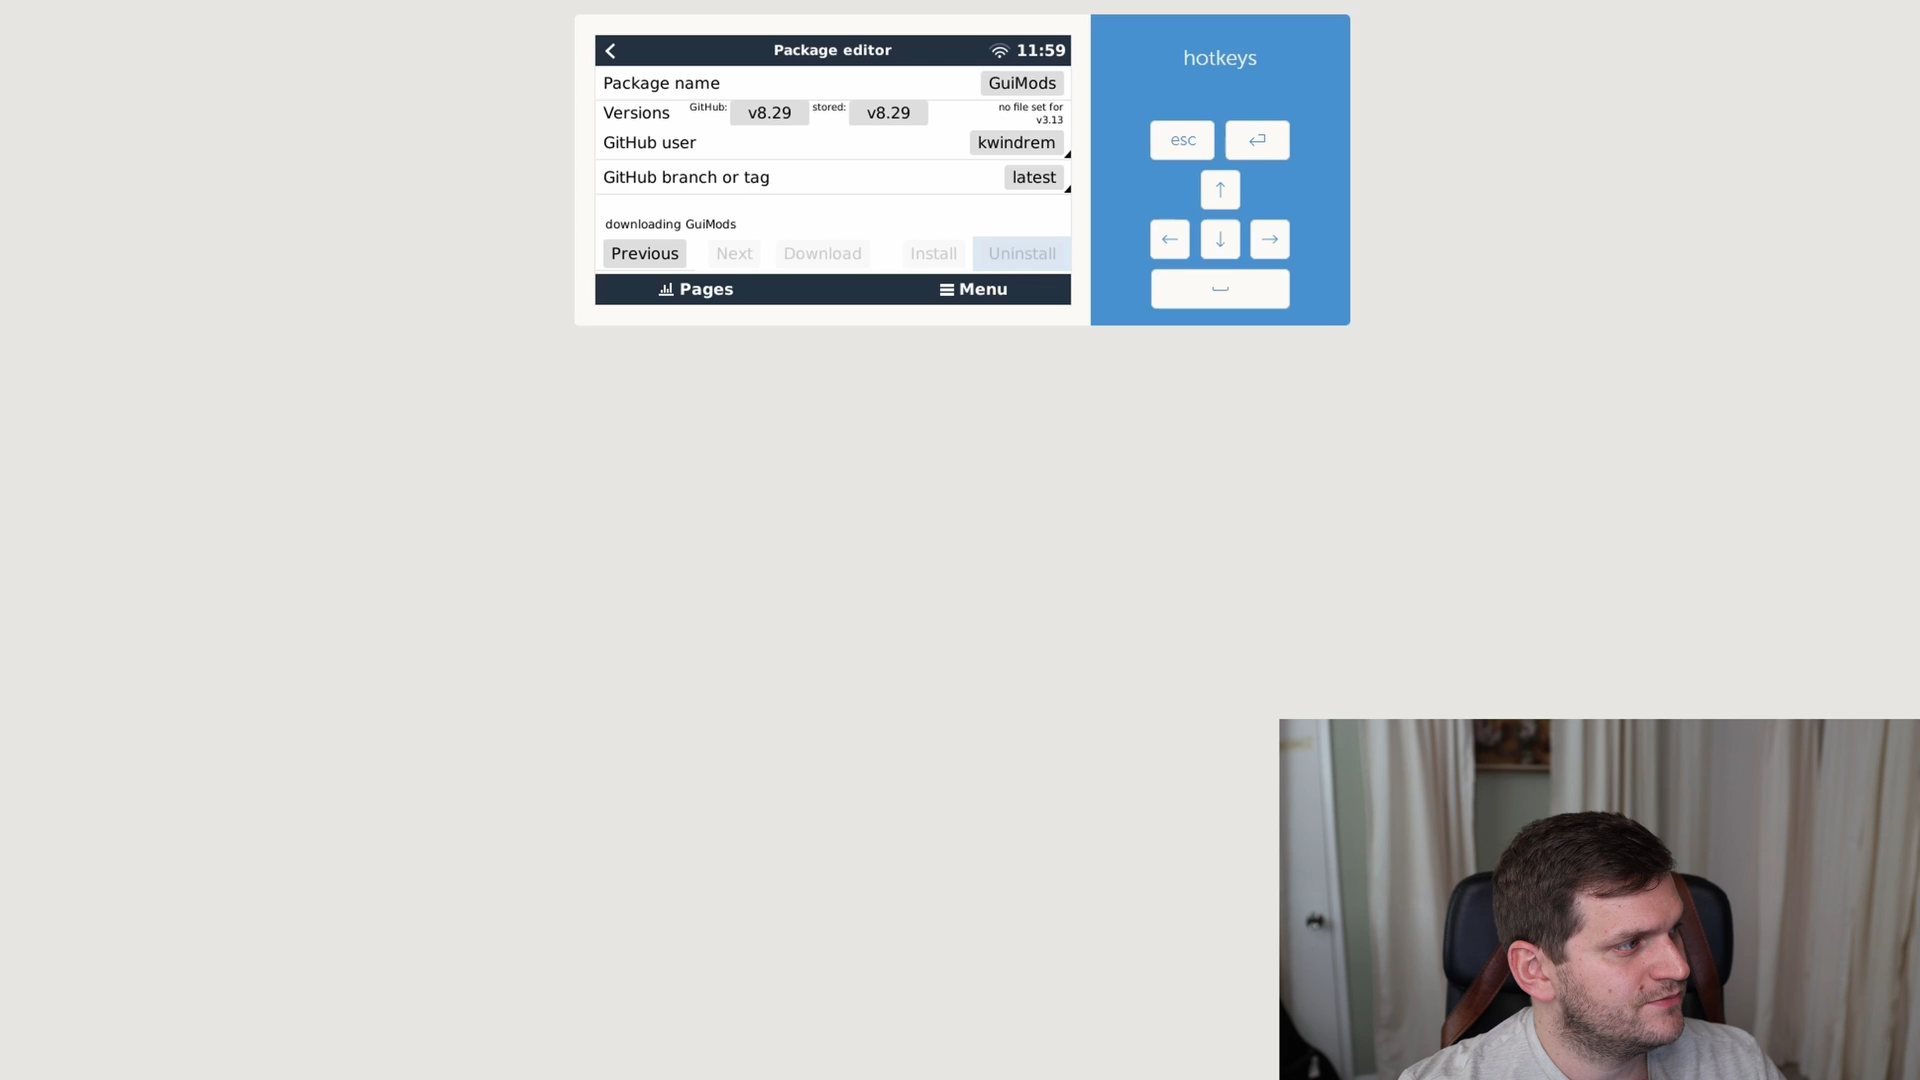 Package editor 11:59
Package name GuiMods
Versions GitHub: v8.29 stored: v8.29 no file set for
v3.13
GitHub user kwindrem
GitHub branch or tag latest
downloading GuiMods
Previous Next Download Install Uninstall
Pages Menu
hotkeys
esc